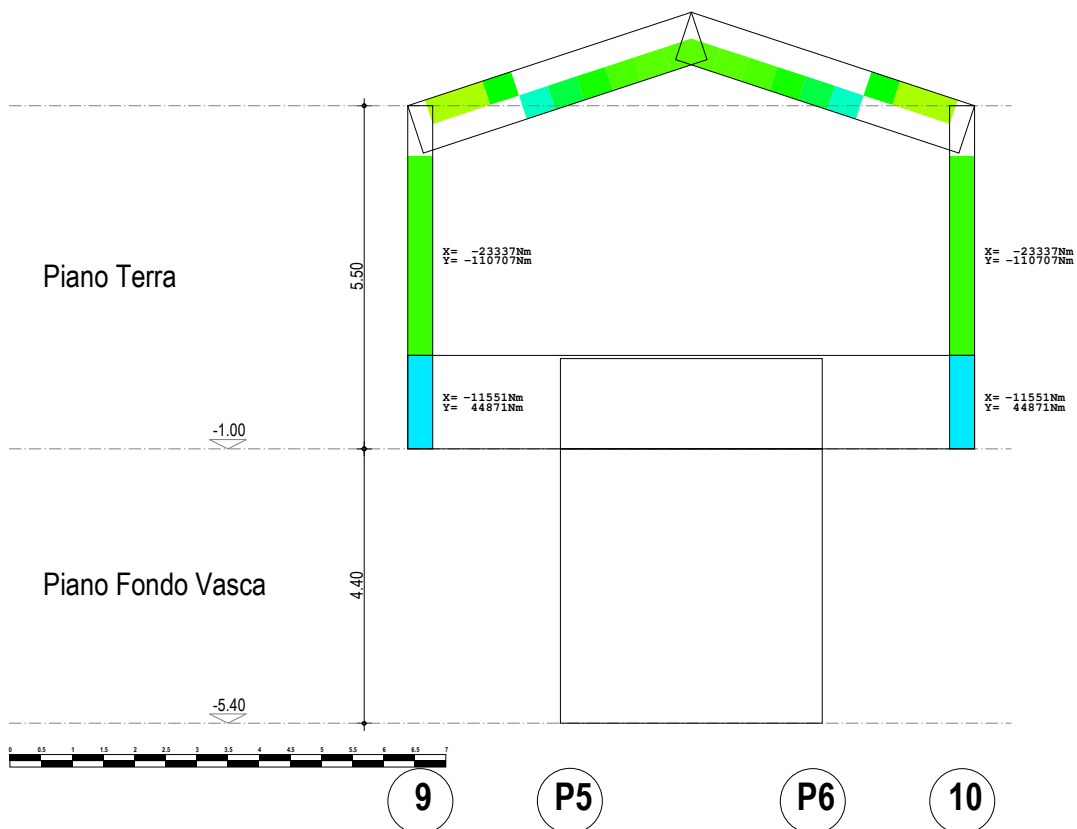 X= -23337Nm
Y= -110707Nm
X= -23337Nm
Y= -110707Nm
Piano Terra
5.50
X= -11551Nm
Y= 44871Nm
X= -11551Nm
Y= 44871Nm
-1.00
Piano Fondo Vasca
4.40
-5.40
0 0.5 1 1.5 2 2.5 3 3.5 4 4.5 5 5.5 6 6.5 7
9 P5 P6 10